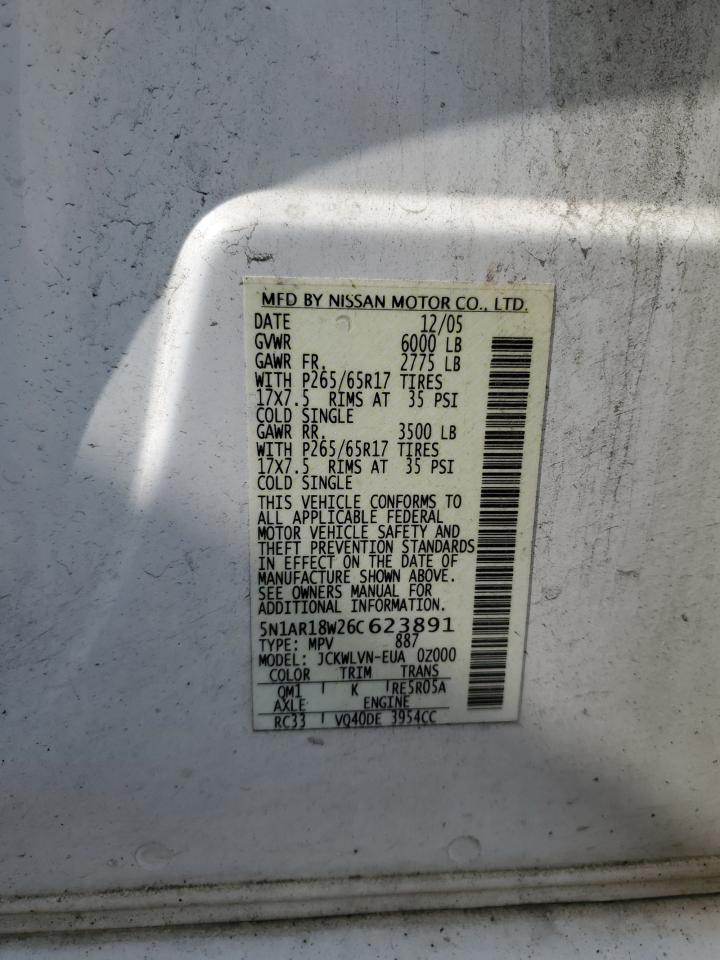 MFD BY NISSAN MOTOR CO., LTD.
DATE 12/05
GVWR 6000 LB
GAWR FR. 2775 LB
WITH P265/65R17 TIRES
17X7.5 RIMS AT 35 PSI
COLD SINGLE
GAWR RR. 3500 LB
WITH P265/65R17 TIRES
17X7.5 RIMS AT 35 PSI
COLD SINGLE
THIS VEHICLE CONFORMS TO
ALL APPLICABLE FEDERAL
MOTOR VEHICLE SAFETY AND
THEFT PREVENTION STANDARDS
IN EFFECT ON THE DATE OF
MANUFACTURE SHOWN ABOVE.
SEE OWNERS MANUAL FOR
ADDITIONAL INFORMATION.
5N1AR18W26C623891
TYPE: MPV 887
MODEL: JCKWLVN-EUA 0Z000
COLOR TRIM TRANS
QM1 K RE5R05A
AXLE ENGINE
RC33 VQ40DE 3954CC